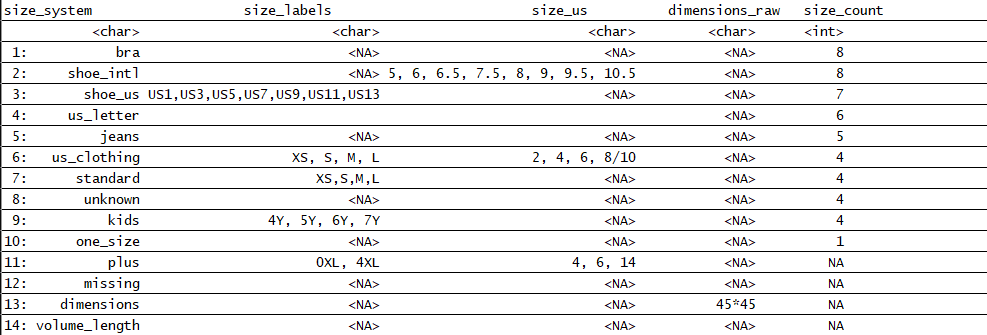 size_system size_labels size_us dimensions_raw size_count
<char> <char> <char> <char> <int>
1: bra <NA> <NA> <NA> 8
2: shoe_intl <NA> 5, 6, 6.5, 7.5, 8, 9, 9.5, 10.5 <NA> 8
3: shoe_us US1,US3,US5,US7,US9,US11,US13 <NA> <NA> 7
4: us_letter <NA> 6
5: jeans <NA> <NA> <NA> 5
6: us_clothing XS, S, M, L 2, 4, 6, 8/10 <NA> 4
7: standard XS,S,M,L <NA> <NA> 4
8: unknown <NA> <NA> <NA> 4
9: kids 4Y, 5Y, 6Y, 7Y <NA> <NA> 4
10: one_size <NA> <NA> <NA> 1
11: plus 0XL, 4XL 4, 6, 14 <NA> NA
12: missing <NA> <NA> <NA> NA
13: dimensions <NA> <NA> 45*45 NA
14: volume_length <NA> <NA> <NA> NA